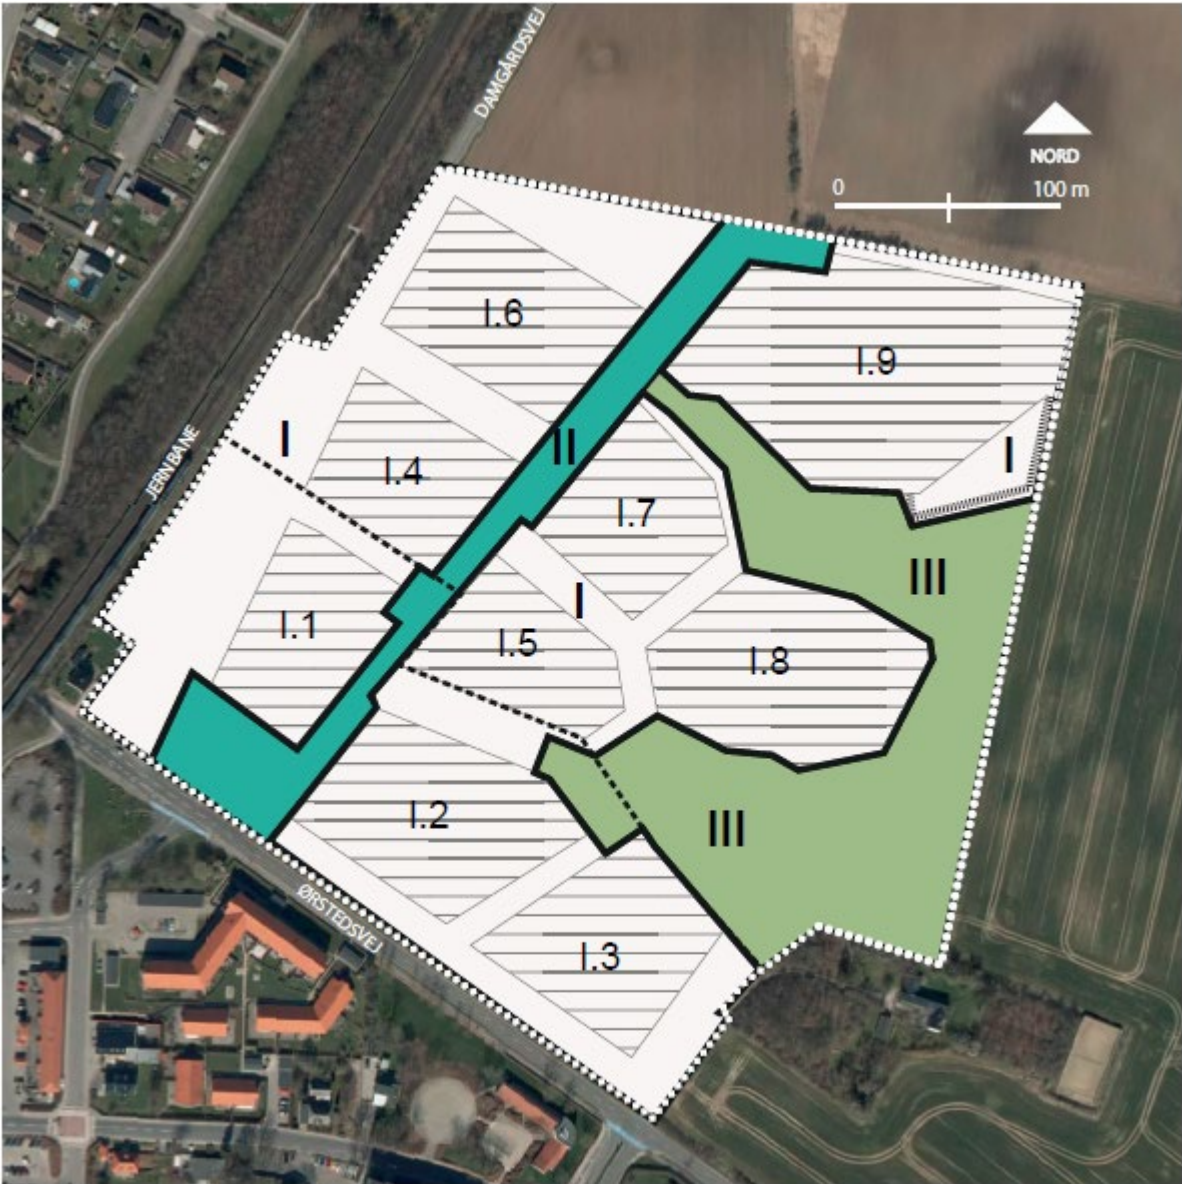 DAMGÅRDSVEJ
NORD
0 100 m
I.6
I.9
I
II
I.4
I
JERNBANE
I.7
III
I
I.1
I.5
I.8
I.2
III
ØRSTEDSVEJ
I.3